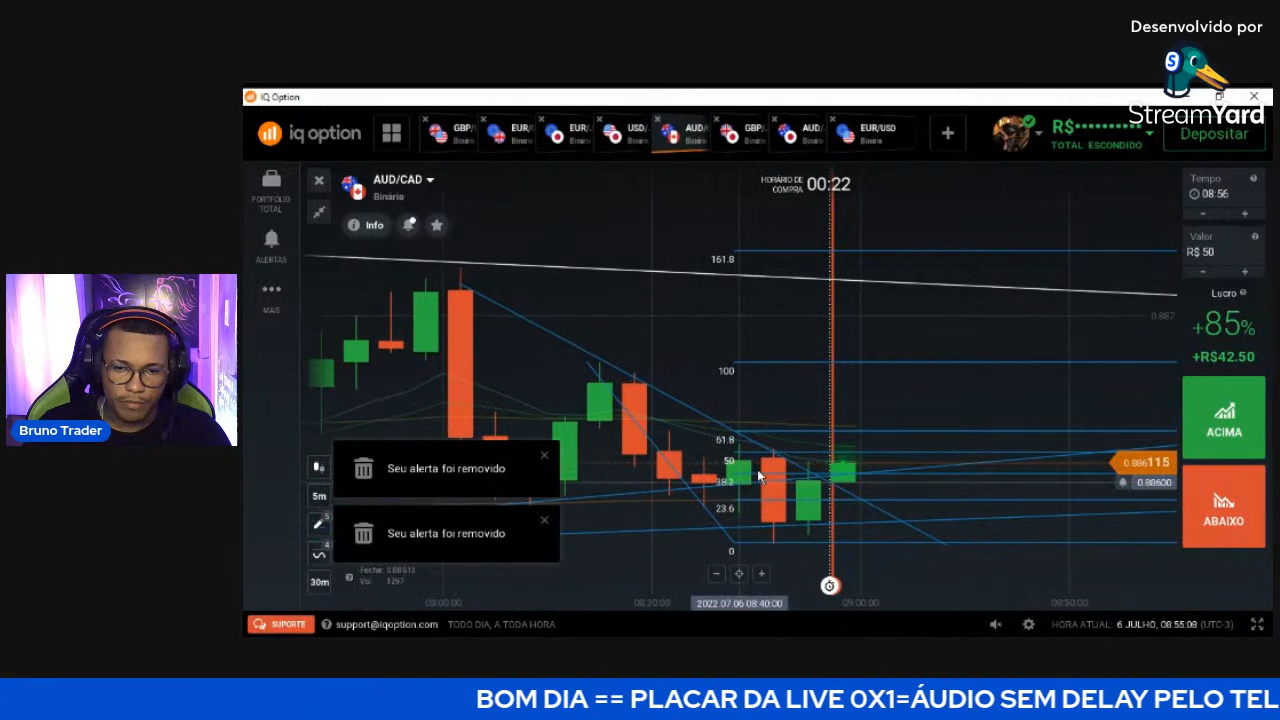 Desenvolvido por
StreamYard
IQ Option
iq option
GBP/
Binária
EUR/
EUR/
USD/
AUD/
GBP/
AUD/
EUR/USD
Binária
R$
TOTAL ESCONDIDO
Depositar
PORTFÓLIO TOTAL
ALERTAS
MAIS
AUD/CAD
Binária
Info
HORÁRIO DE COMPRA 00:22
161.8
100
61.8
50
38.2
23.6
0
0.887
0.886115
0.88600
Tempo
08:56
Valor
R$ 50
Lucro
+85%
+R$42.50
ACIMA
ABAIXO
Seu alerta foi removido
Seu alerta foi removido
5m
5
4
30m
Fecha: 0.88513
Vol: 1297
08:00:00
08:30:00
2022.07.06 08:40:00
09:00:00
09:30:00
SUPORTE
support@iqoption.com
TODO DIA, A TODA HORA
HORA ATUAL: 6 JULHO, 08:55:08 (UTC-3)
Bruno Trader
BOM DIA == PLACAR DA LIVE 0X1=ÁUDIO SEM DELAY PELO TEL